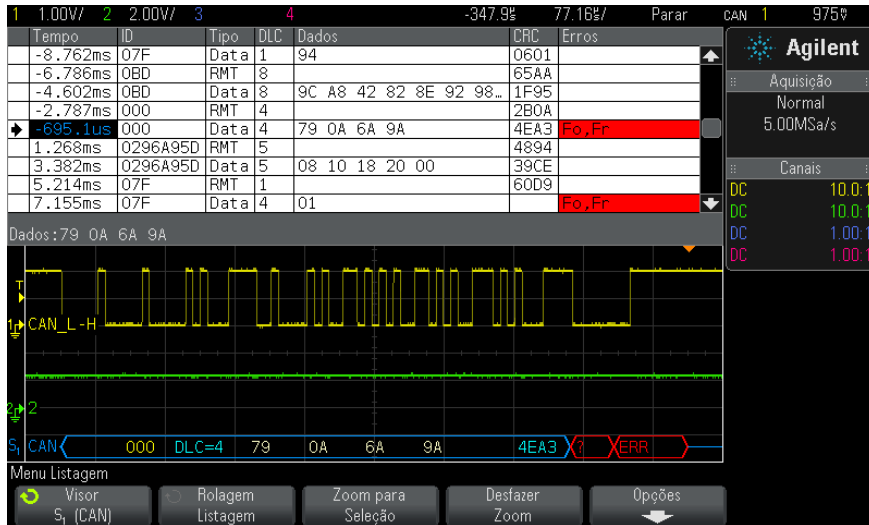 1 1.00V/ 2 2.00V/ 3 4 -347.9µs 77.16µs/ Parar CAN 1 975mV
Tempo ID Tipo DLC Dados CRC Erros
-8.762ms 07F Data 1 94 0601
-6.786ms 0BD RMT 8 65AA
-4.602ms 0BD Data 8 9C A8 42 82 8E 92 98… 1F95
-2.787ms 000 RMT 4 2B0A
-695.1us 000 Data 4 79 0A 6A 9A 4EA3 Fo,Fr
1.268ms 0296A95D RMT 5 4894
3.382ms 0296A95D Data 5 08 10 18 20 00 39CE
5.214ms 07F RMT 1 60D9
7.155ms 07F Data 4 01 Fo,Fr
Agilent
Aquisição
Normal
5.00MSa/s
Canais
DC 10.0:1
DC 10.0:1
DC 1.00:1
DC 1.00:1
Dados:79 0A 6A 9A
T
1 CAN_L-H
2 2
S1 CAN 000 DLC=4 79 0A 6A 9A 4EA3 ? ERR
Menu Listagem
Visor
S1 (CAN)
Rolagem
Listagem
Zoom para
Seleção
Desfazer
Zoom
Opções